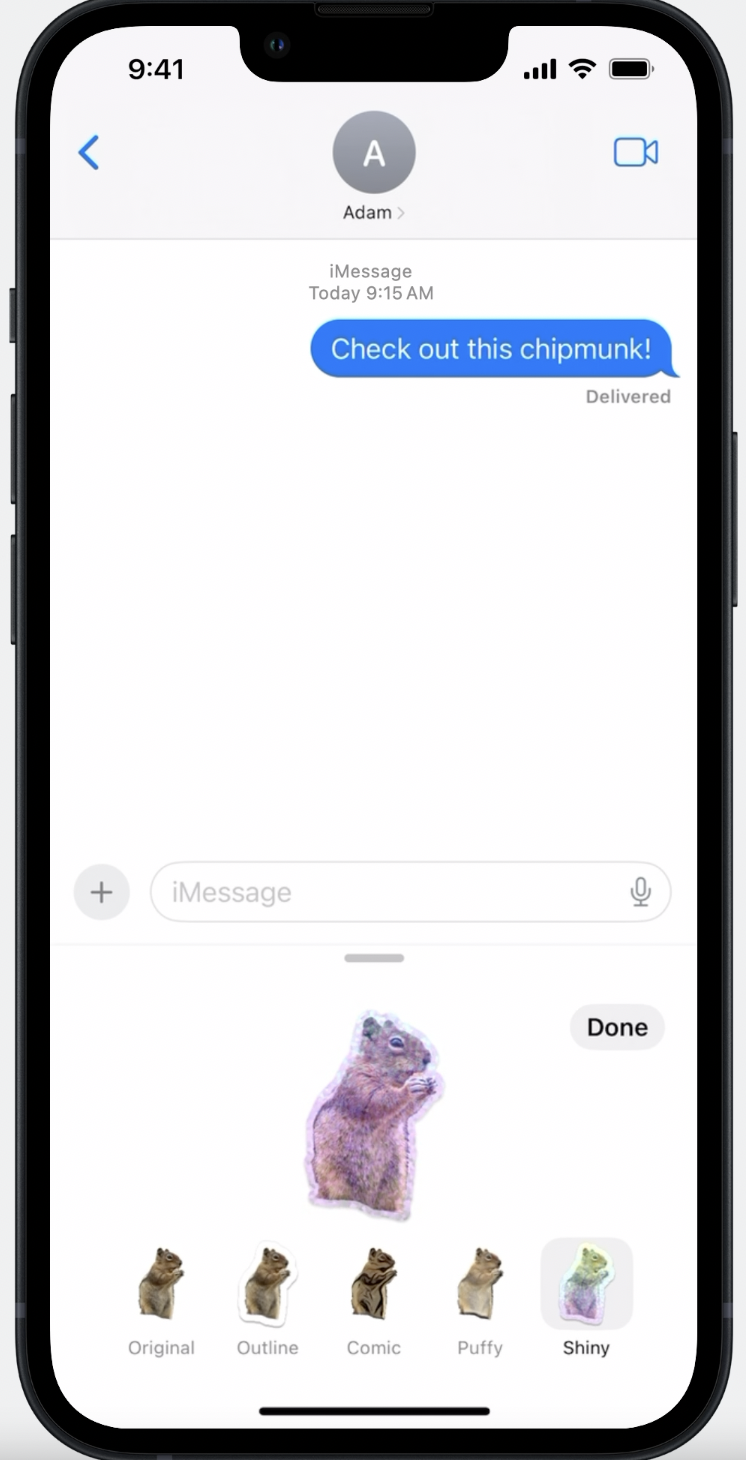 9:41
A
Adam
iMessage
Today 9:15 AM
Check out this chipmunk!
Delivered
iMessage
Done
Original Outline Comic Puffy Shiny